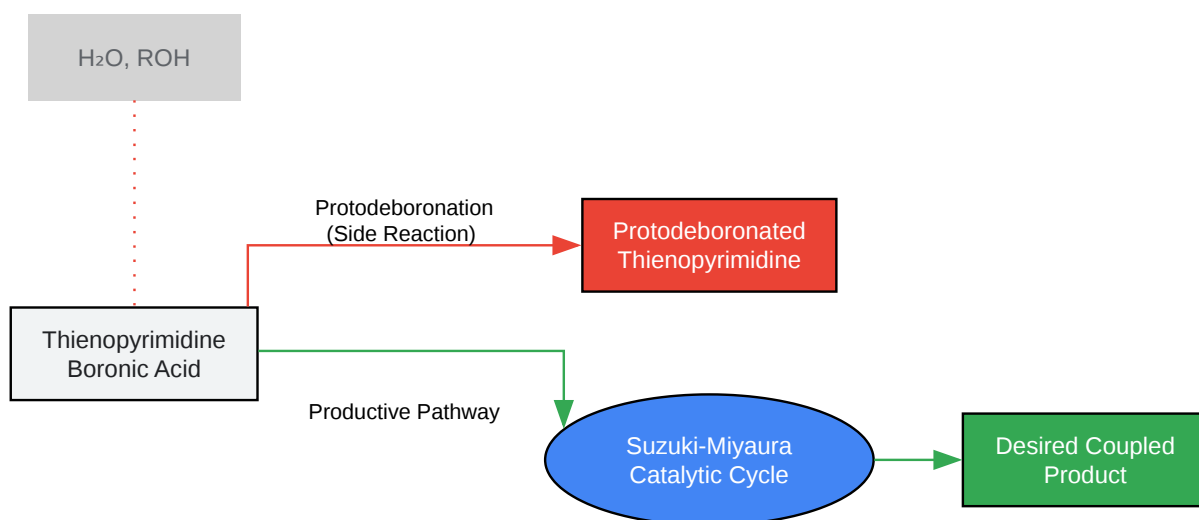 H₂O, ROH
Protodeboronation
(Side Reaction)
Protodeboronated
Thienopyrimidine
Thienopyrimidine
Boronic Acid
Productive Pathway
Suzuki-Miyaura
Catalytic Cycle
Desired Coupled
Product